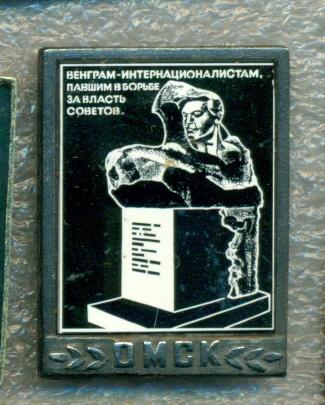 ВЕНГРАМ-ИНТЕРНАЦИОНАЛИСТАМ,
ПАВШИМ В БОРЬБЕ
ЗА ВЛАСТЬ
СОВЕТОВ.
ОМСК